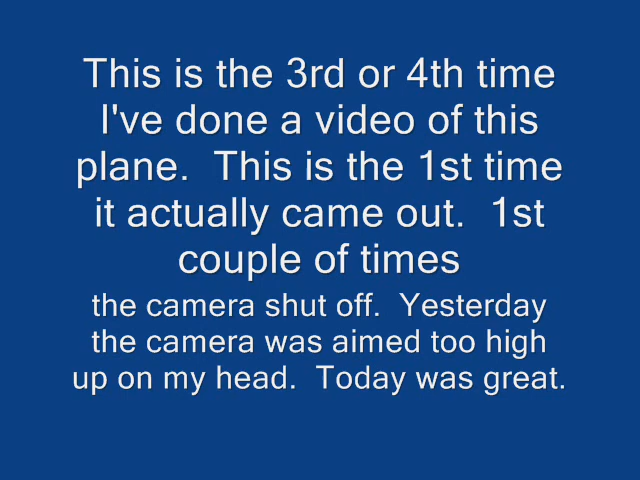 This is the 3rd or 4th time
I've done a video of this
plane.  This is the 1st time
it actually came out.  1st
couple of times
the camera shut off.  Yesterday
the camera was aimed too high
up on my head.  Today was great.